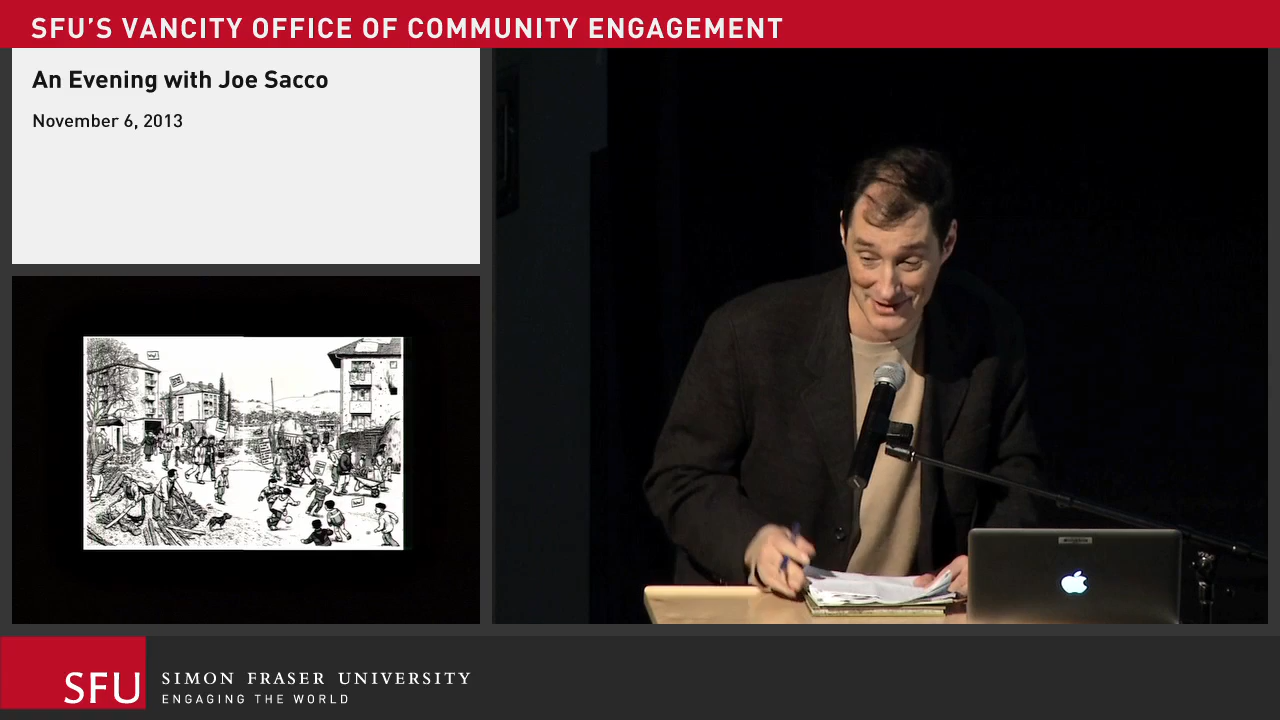 SFU'S VANCITY OFFICE OF COMMUNITY ENGAGEMENT
An Evening with Joe Sacco
November 6, 2013
SFU
SIMON FRASER UNIVERSITY
ENGAGING THE WORLD